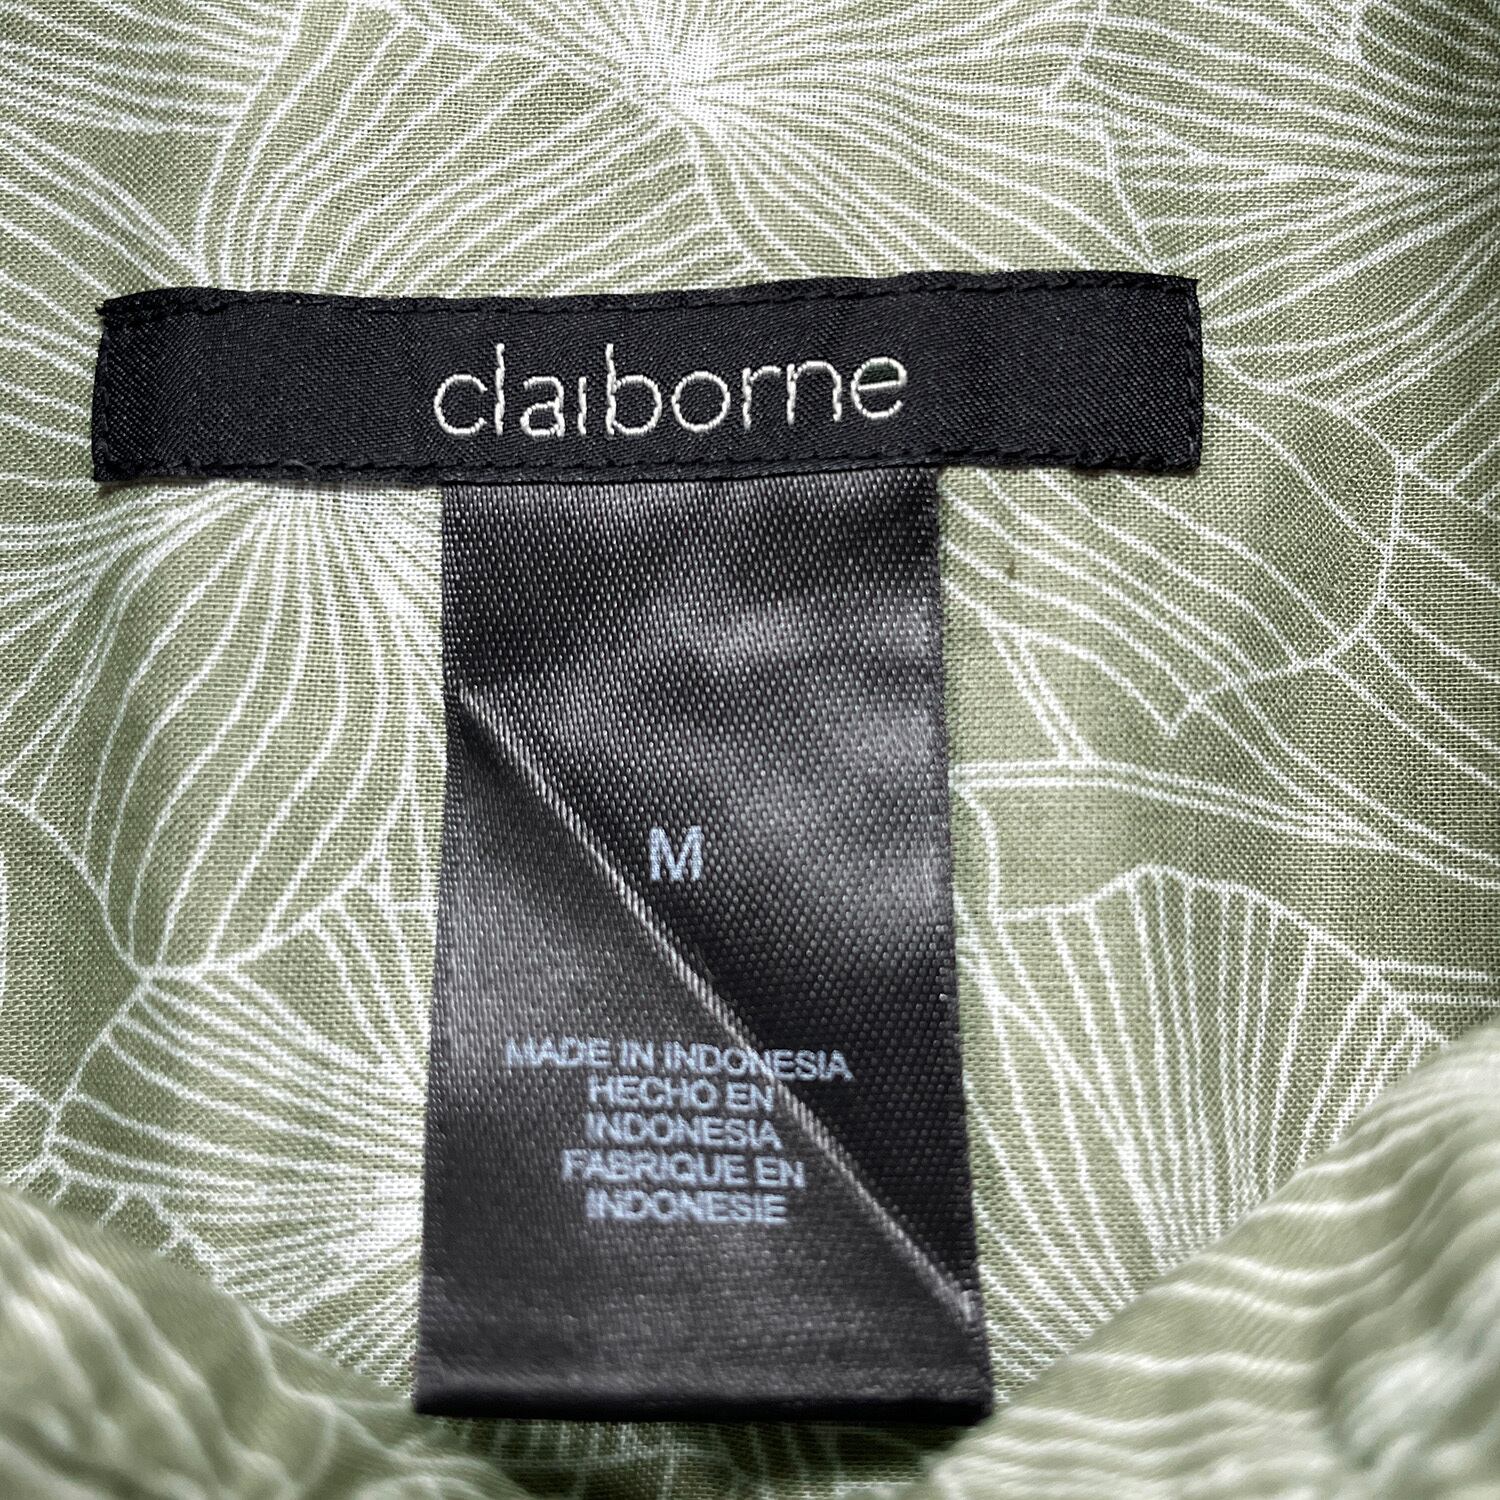 claiborne
M
MADE IN INDONESIA
HECHO EN
INDONESIA
FABRIQUE EN
INDONESIE